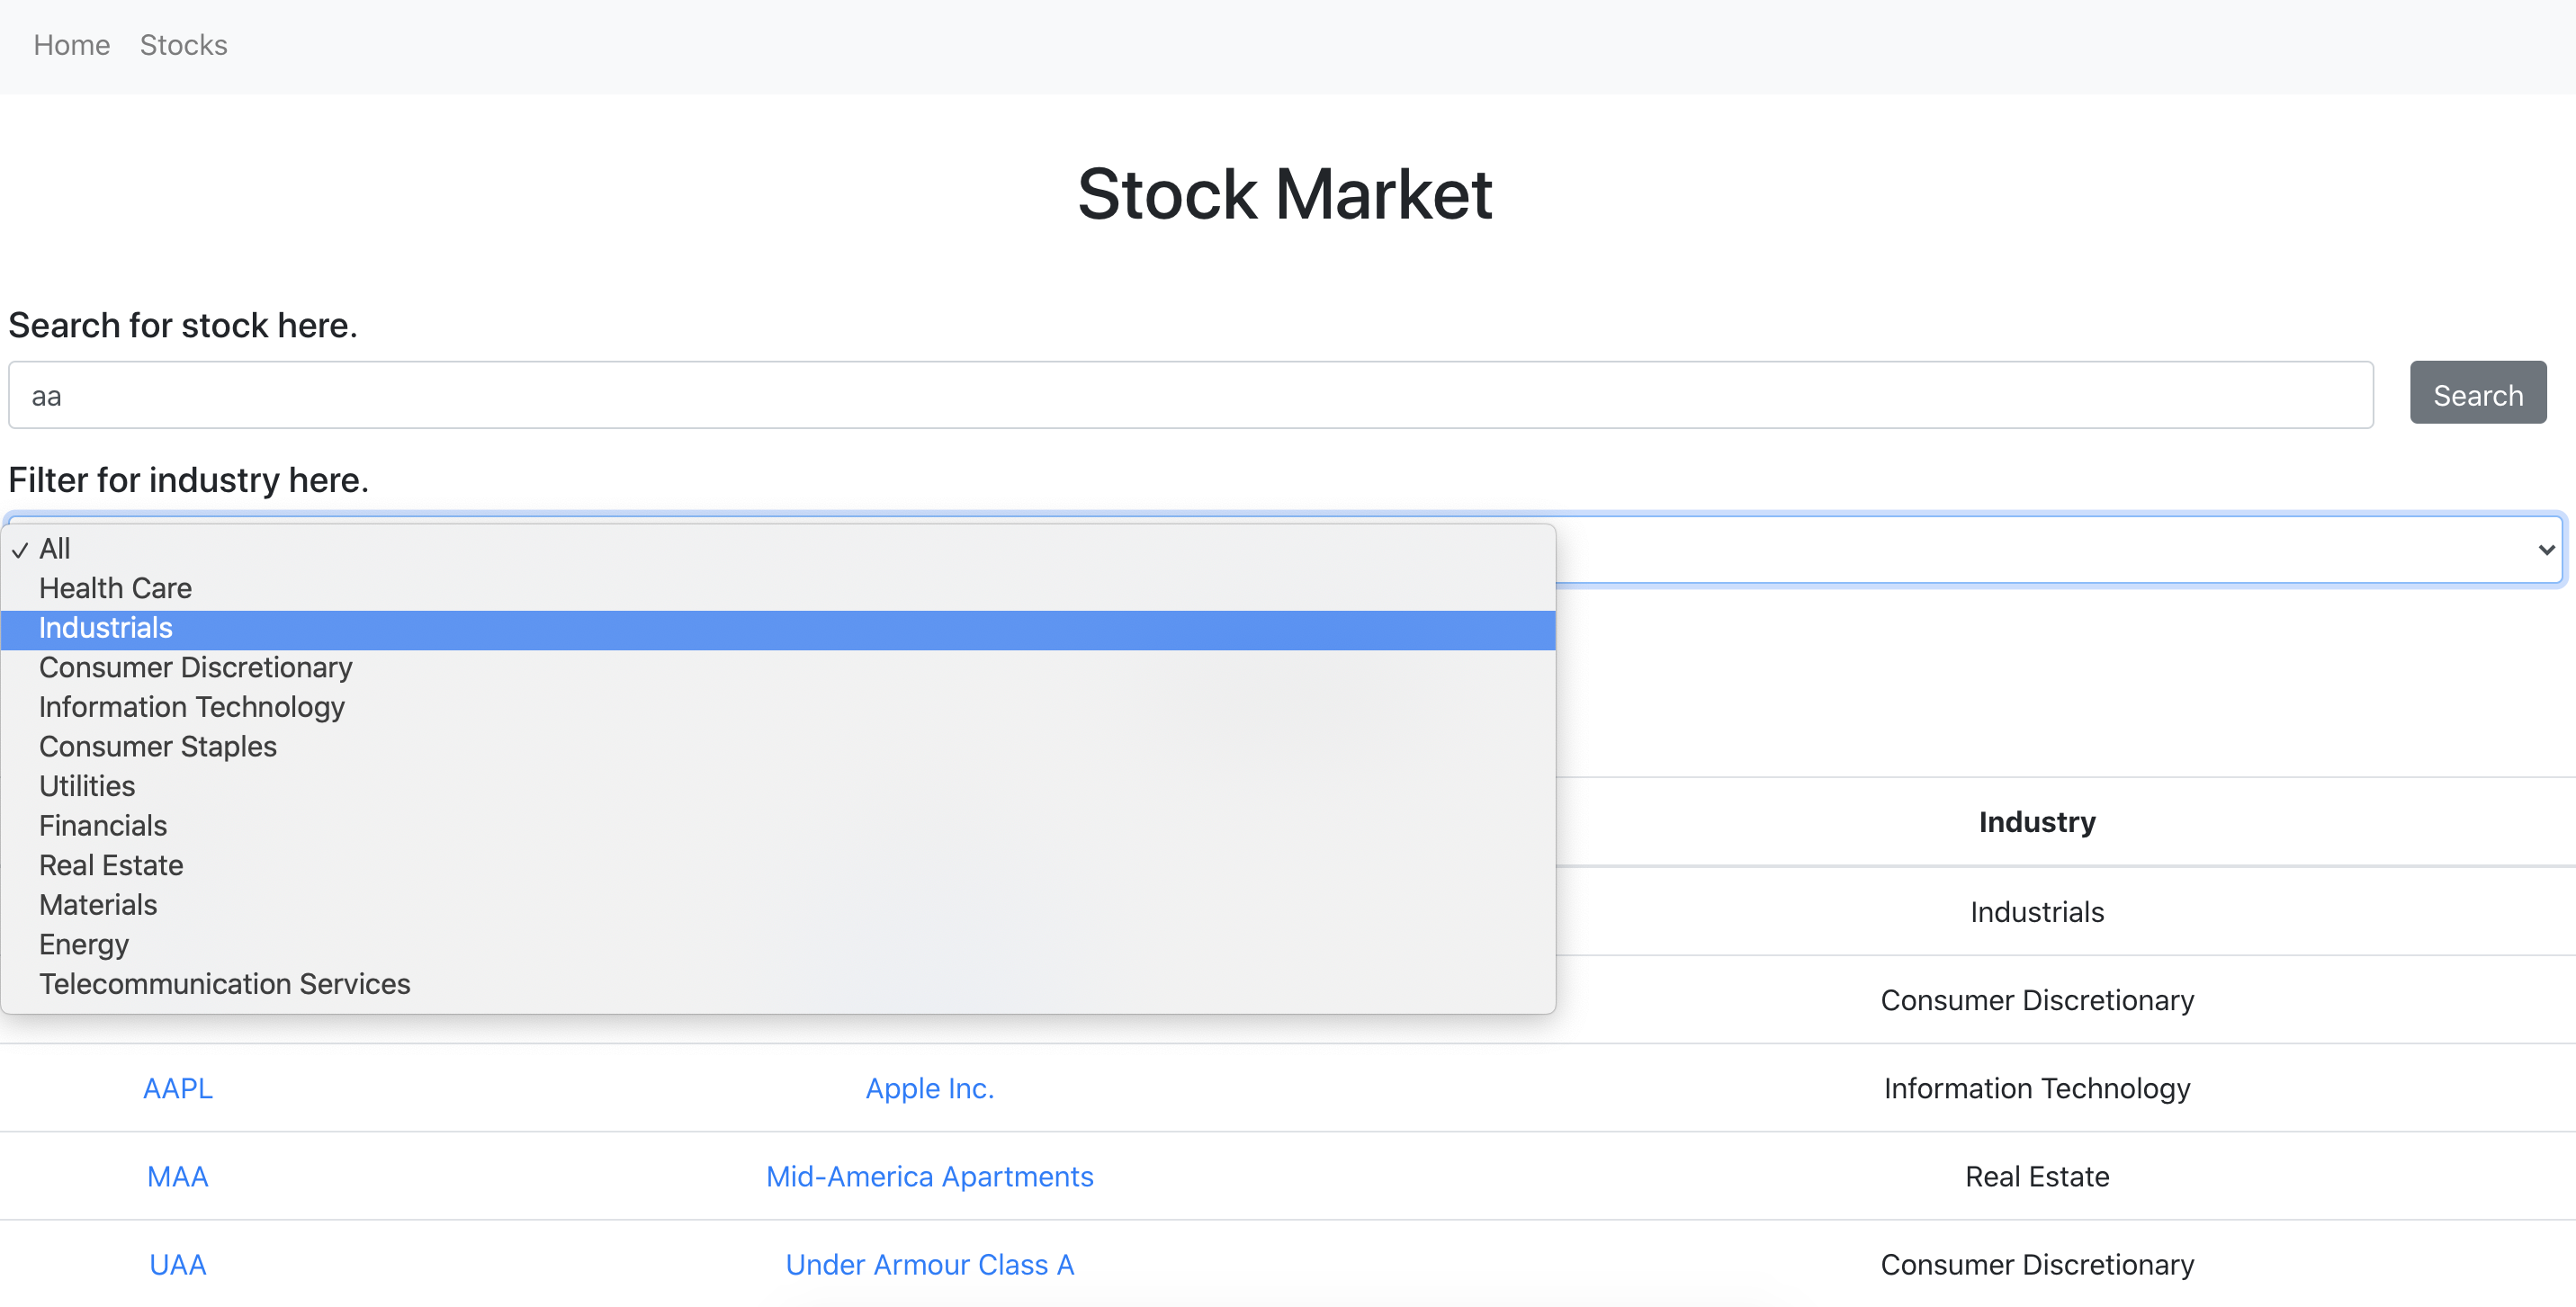 Home Stocks
Stock Market
Search for stock here.
aa Search
Filter for industry here.
✓ All
Health Care
Industrials
Consumer Discretionary
Information Technology
Consumer Staples
Utilities
Financials
Real Estate
Materials
Energy
Telecommunication Services
Industry
Industrials
Consumer Discretionary
AAPL Apple Inc. Information Technology
MAA Mid-America Apartments Real Estate
UAA Under Armour Class A Consumer Discretionary